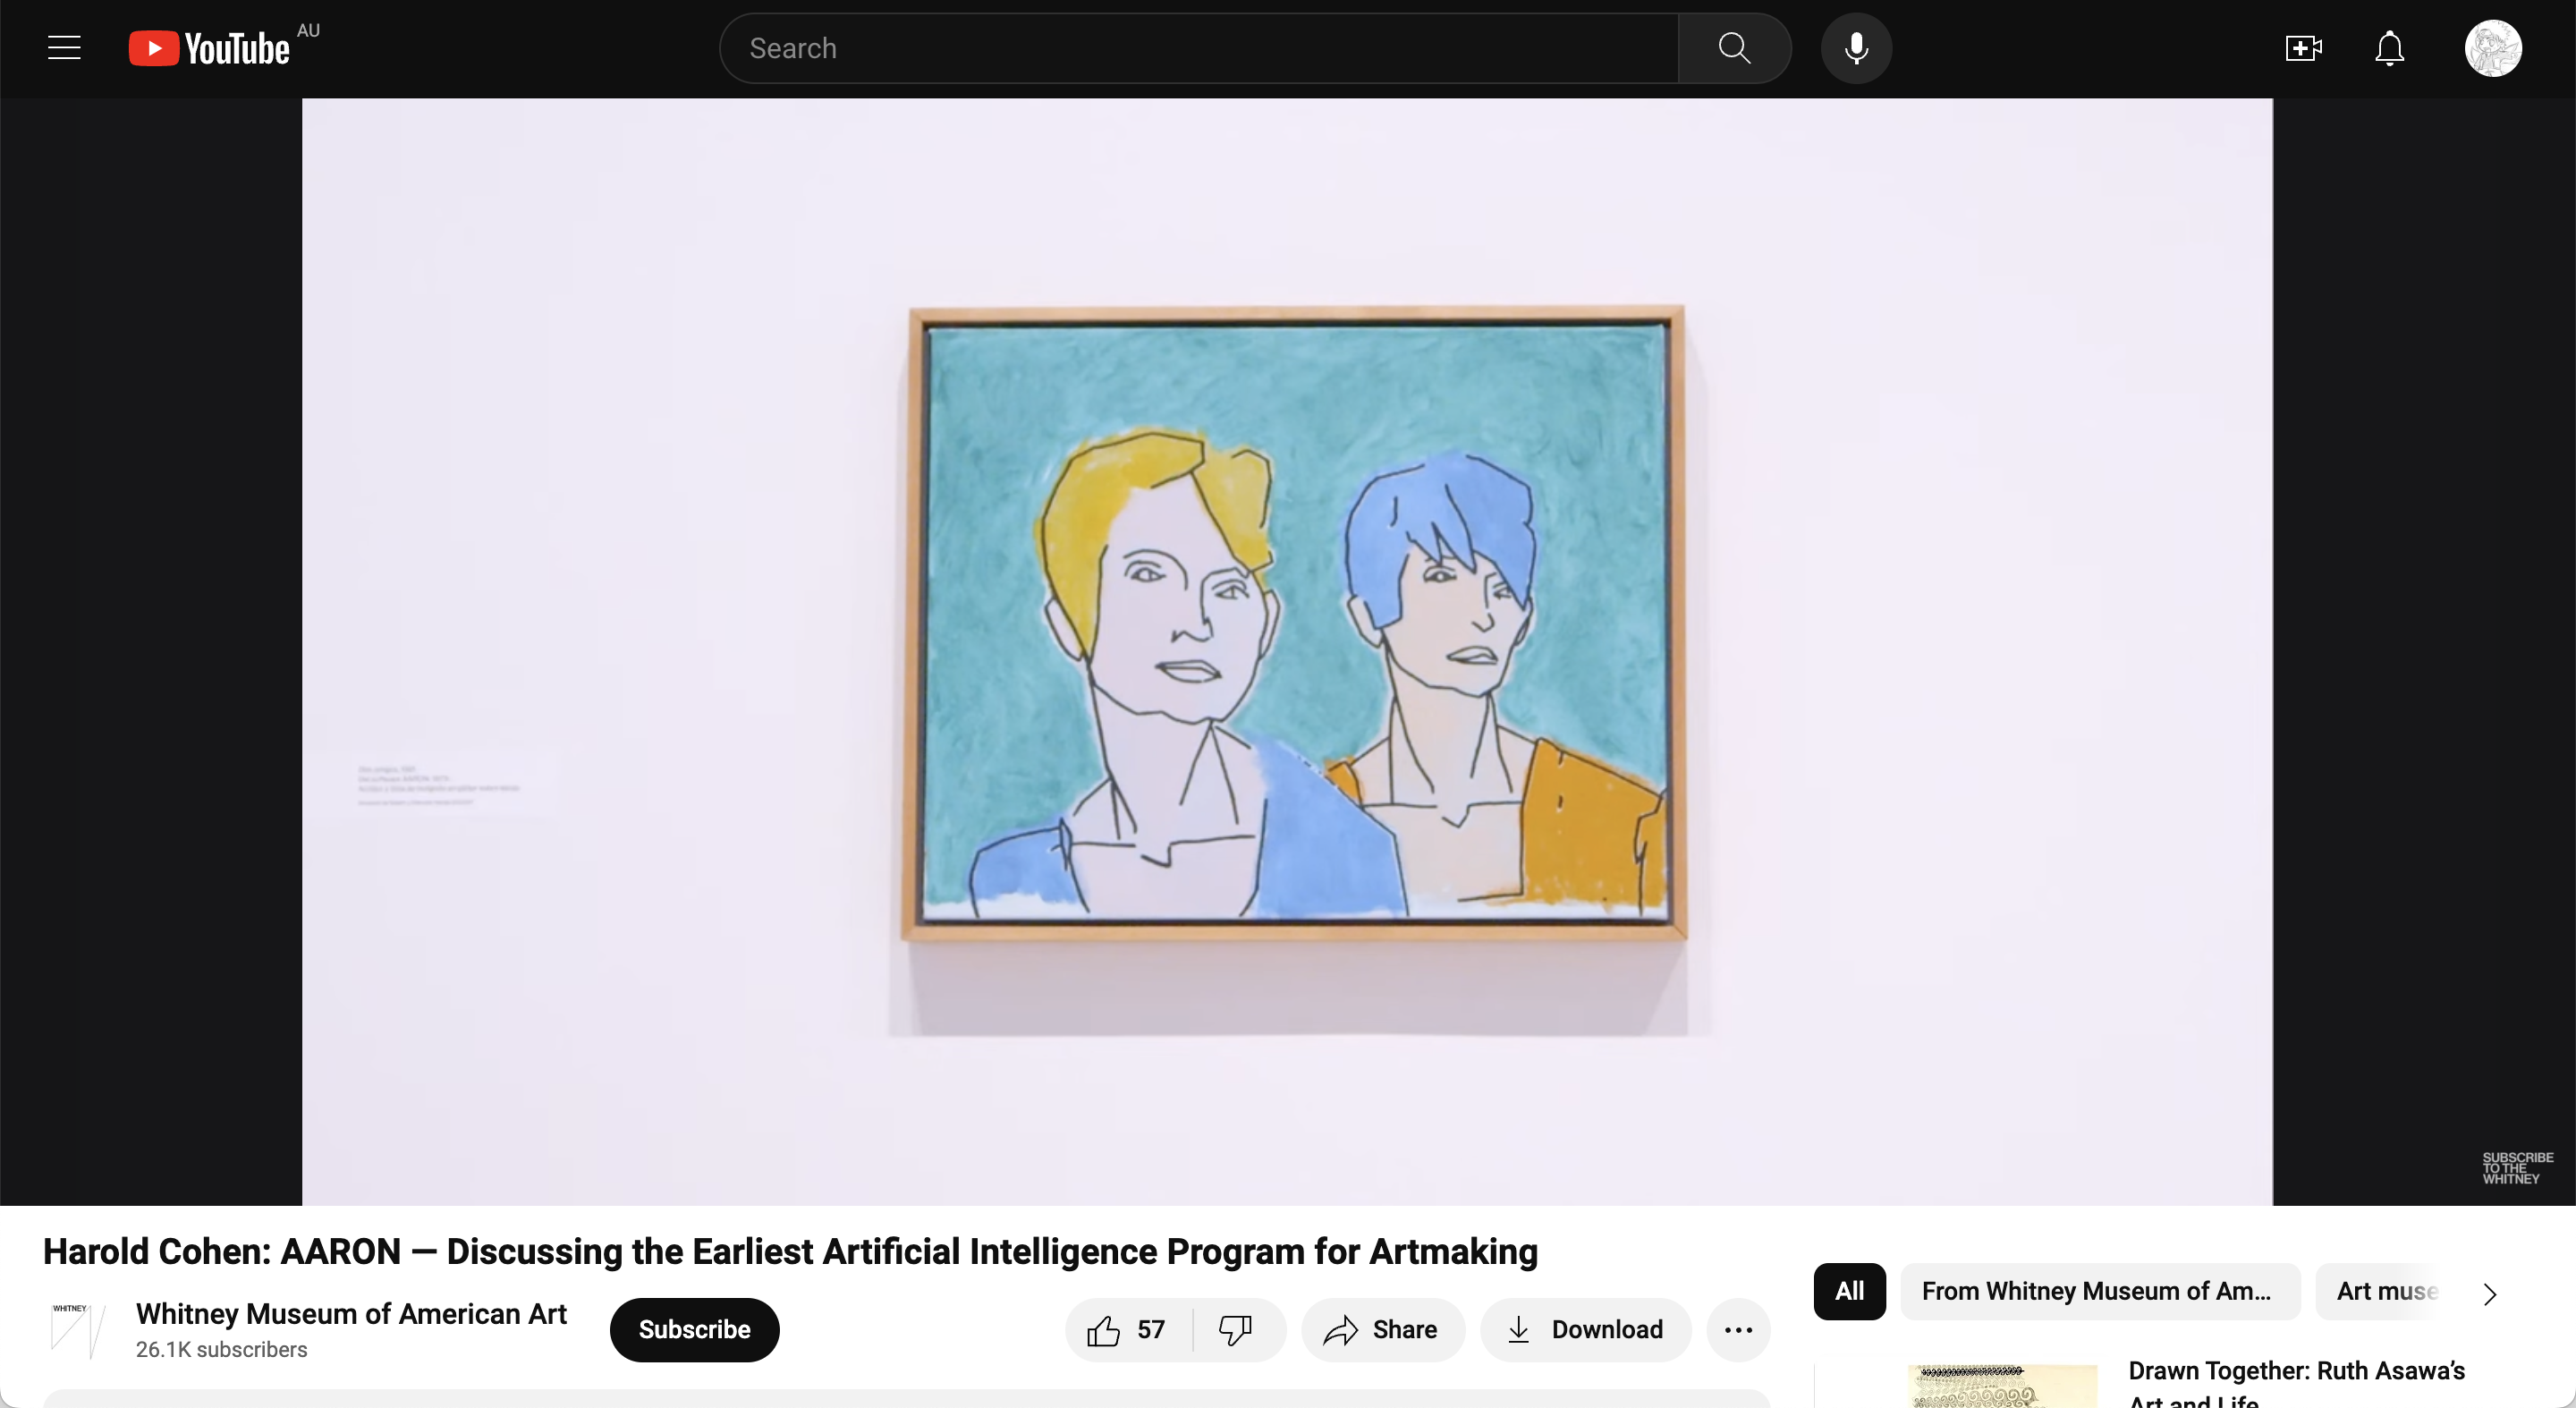 YouTube AU
Search
SUBSCRIBE
TO THE
WHITNEY
Harold Cohen: AARON — Discussing the Earliest Artificial Intelligence Program for Artmaking
WHITNEY
Whitney Museum of American Art
26.1K subscribers
Subscribe
57
Share
Download
All
From Whitney Museum of Am...
Art muse
Drawn Together: Ruth Asawa’s
Art and Life